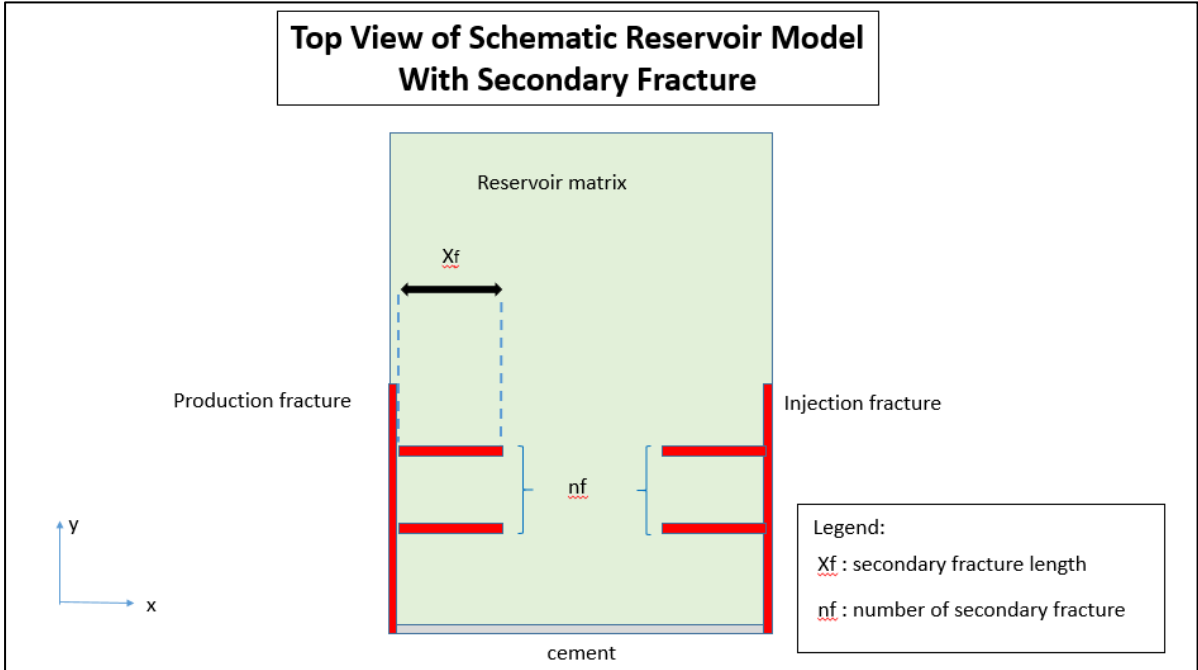 Top View of Schematic Reservoir Model
With Secondary Fracture
Reservoir matrix
Xf
Production fracture
Injection fracture
nf
y
x
Legend:
Xf : secondary fracture length
nf : number of secondary fracture
cement